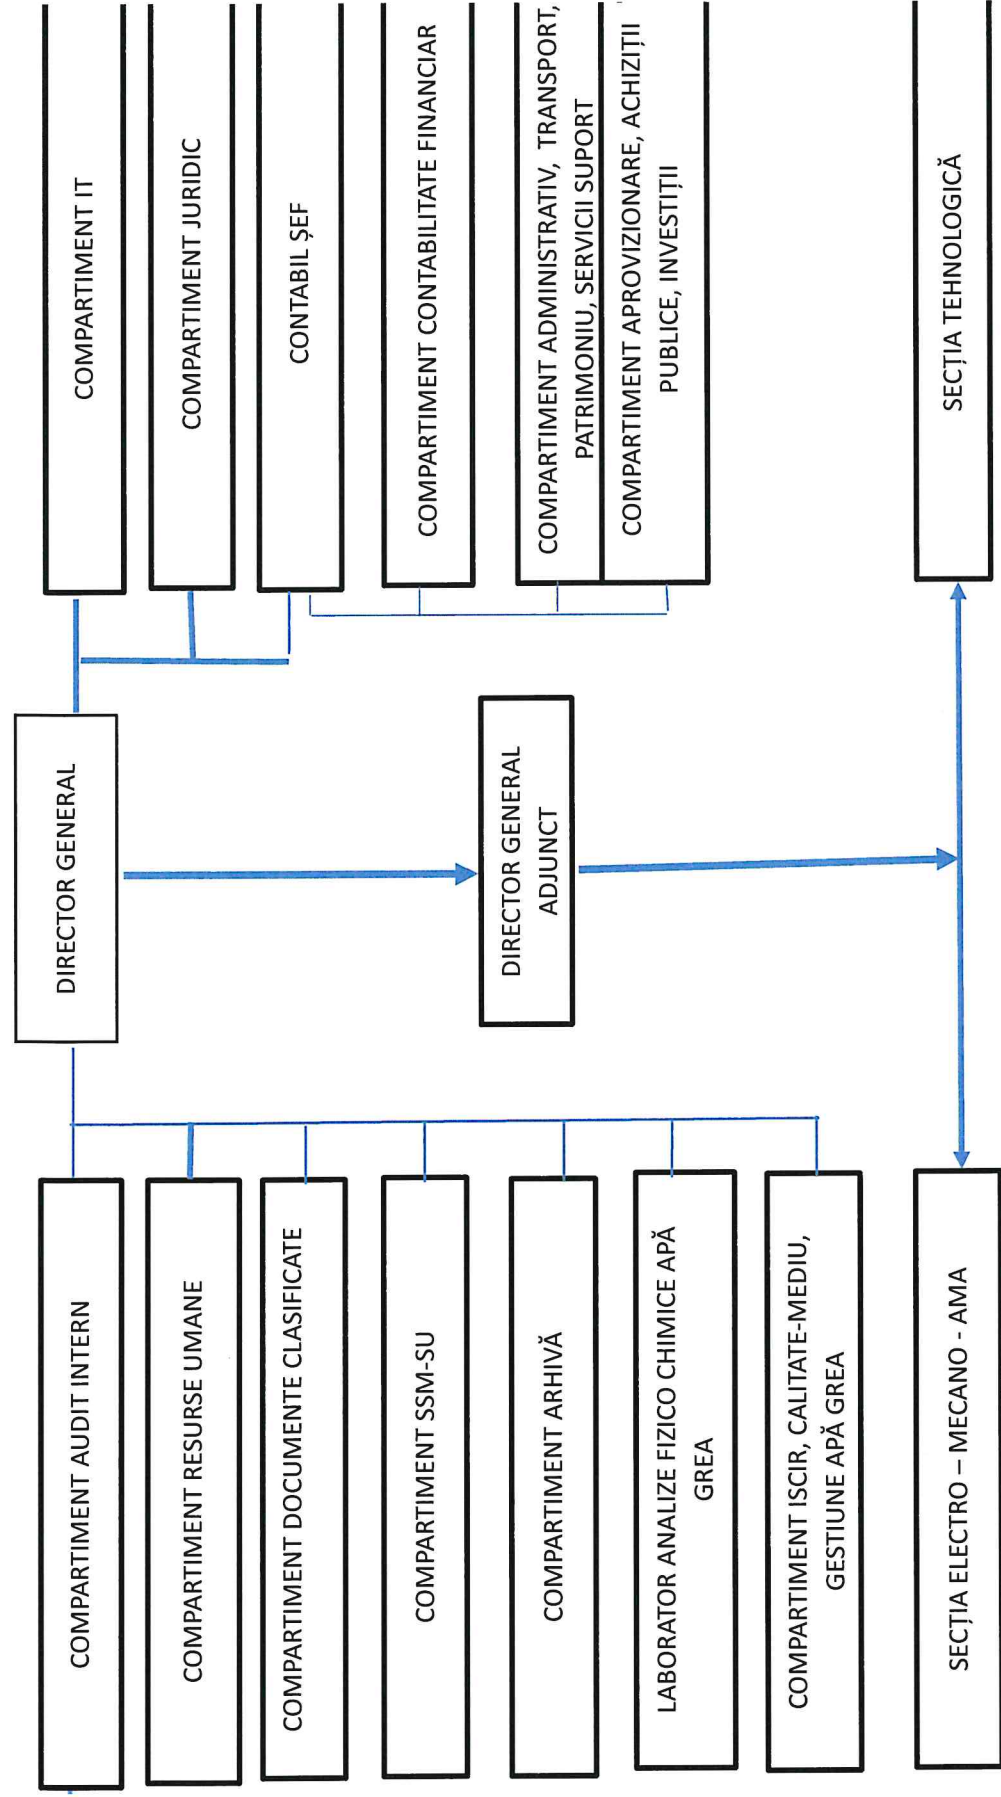 DIRECTOR GENERAL
COMPARTIMENT AUDIT INTERN
COMPARTIMENT IT
COMPARTIMENT RESURSE UMANE
COMPARTIMENT JURIDIC
COMPARTIMENT DOCUMENTE CLASIFICATE
CONTABIL ȘEF
COMPARTIMENT SSM-SU
COMPARTIMENT CONTABILITATE FINANCIAR
DIRECTOR GENERAL
ADJUNCT
COMPARTIMENT ARHIVĂ
COMPARTIMENT ADMINISTRATIV, TRANSPORT,
PATRIMONIU, SERVICII SUPORT
LABORATOR ANALIZE FIZICO CHIMICE APĂ
GREA
COMPARTIMENT APROVIZIONARE, ACHIZIȚII
PUBLICE, INVESTIȚII
COMPARTIMENT ISCIR, CALITATE-MEDIU,
GESTIUNE APĂ GREA
SECȚIA ELECTRO – MECANO - AMA
SECȚIA TEHNOLOGICĂ